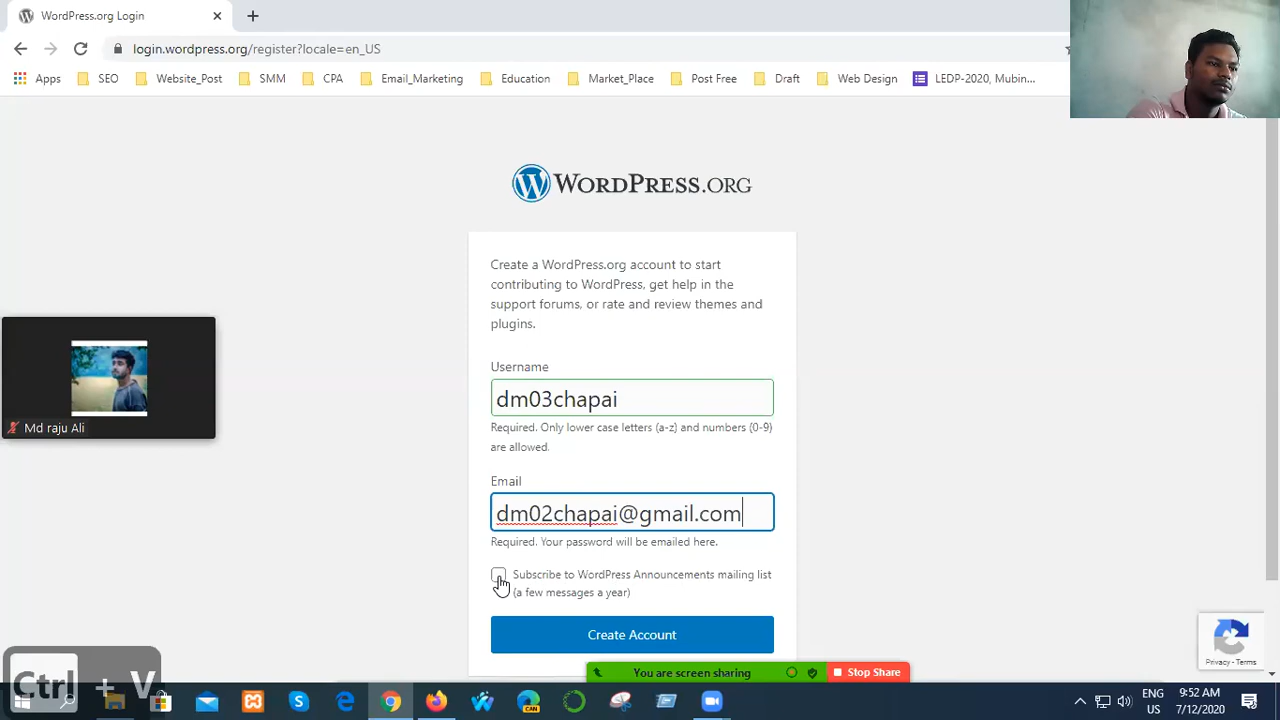 WordPress.org Login
login.wordpress.org/register?locale=en_US
Apps SEO Website_Post SMM CPA Email_Marketing Education Market_Place Post Free Draft Web Design LEDP-2020, Mubin...
WORDPRESS.ORG
Create a WordPress.org account to start
contributing to WordPress, get help in the
support forums, or rate and review themes and
plugins.
Username
dm03chapai
Required. Only lower case letters (a-z) and numbers (0-9)
are allowed.
Email
dm02chapai@gmail.com
Required. Your password will be emailed here.
Subscribe to WordPress Announcements mailing list
(a few messages a year)
Create Account
Md raju Ali
Privacy - Terms
You are screen sharing Stop Share
Ctrl + V
CAN
ENG
US
9:52 AM
7/12/2020